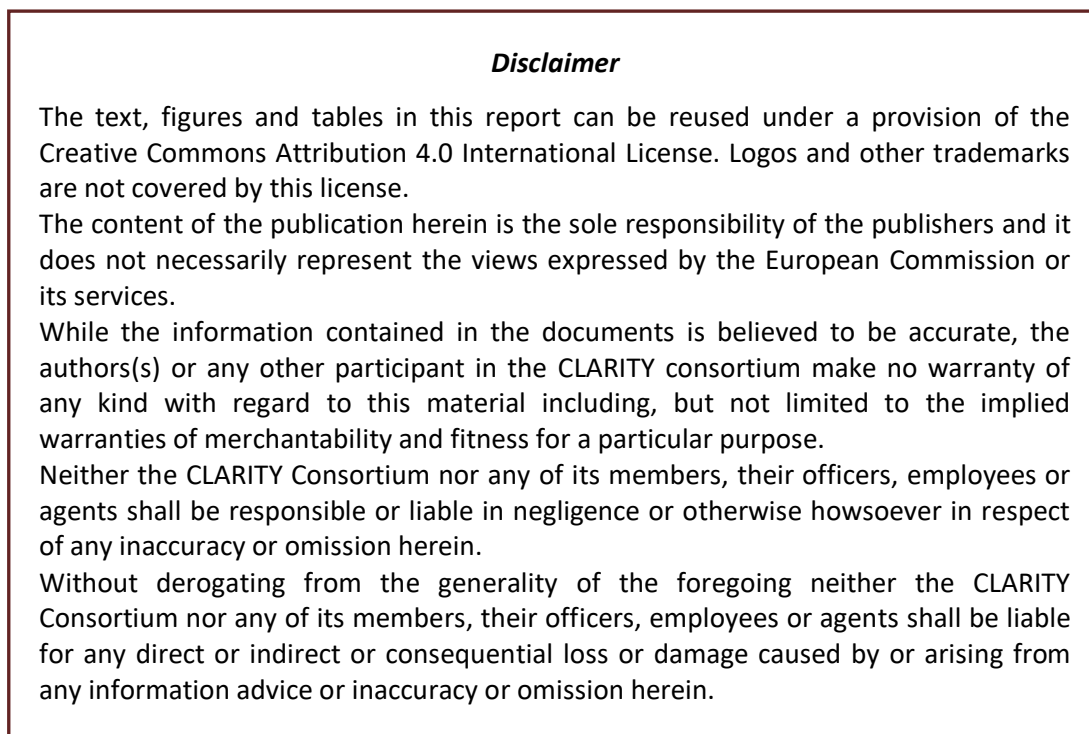 Disclaimer
The text, figures and tables in this report can be reused under a provision of the
Creative Commons Attribution 4.0 International License. Logos and other trademarks
are not covered by this license.
The content of the publication herein is the sole responsibility of the publishers and it
does not necessarily represent the views expressed by the European Commission or
its services.
While the information contained in the documents is believed to be accurate, the
authors(s) or any other participant in the CLARITY consortium make no warranty of
any kind with regard to this material including, but not limited to the implied
warranties of merchantability and fitness for a particular purpose.
Neither the CLARITY Consortium nor any of its members, their officers, employees or
agents shall be responsible or liable in negligence or otherwise howsoever in respect
of any inaccuracy or omission herein.
Without derogating from the generality of the foregoing neither the CLARITY
Consortium nor any of its members, their officers, employees or agents shall be liable
for any direct or indirect or consequential loss or damage caused by or arising from
any information advice or inaccuracy or omission herein.